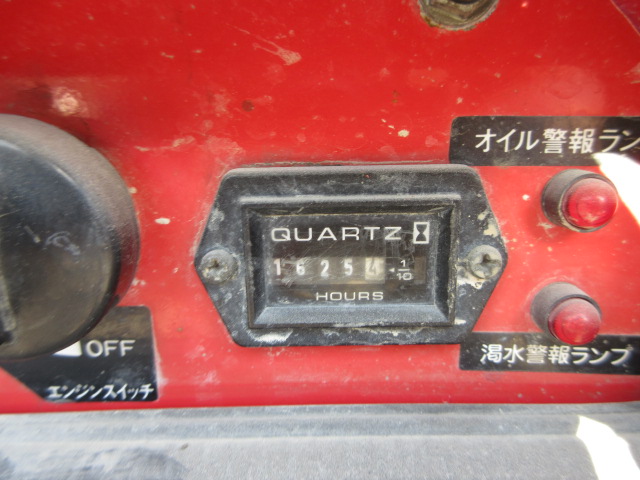 オイル警報ラン
QUARTZ
16254 1/10
HOURS
渇水警報ランプ
OFF
エンジンスイッチ